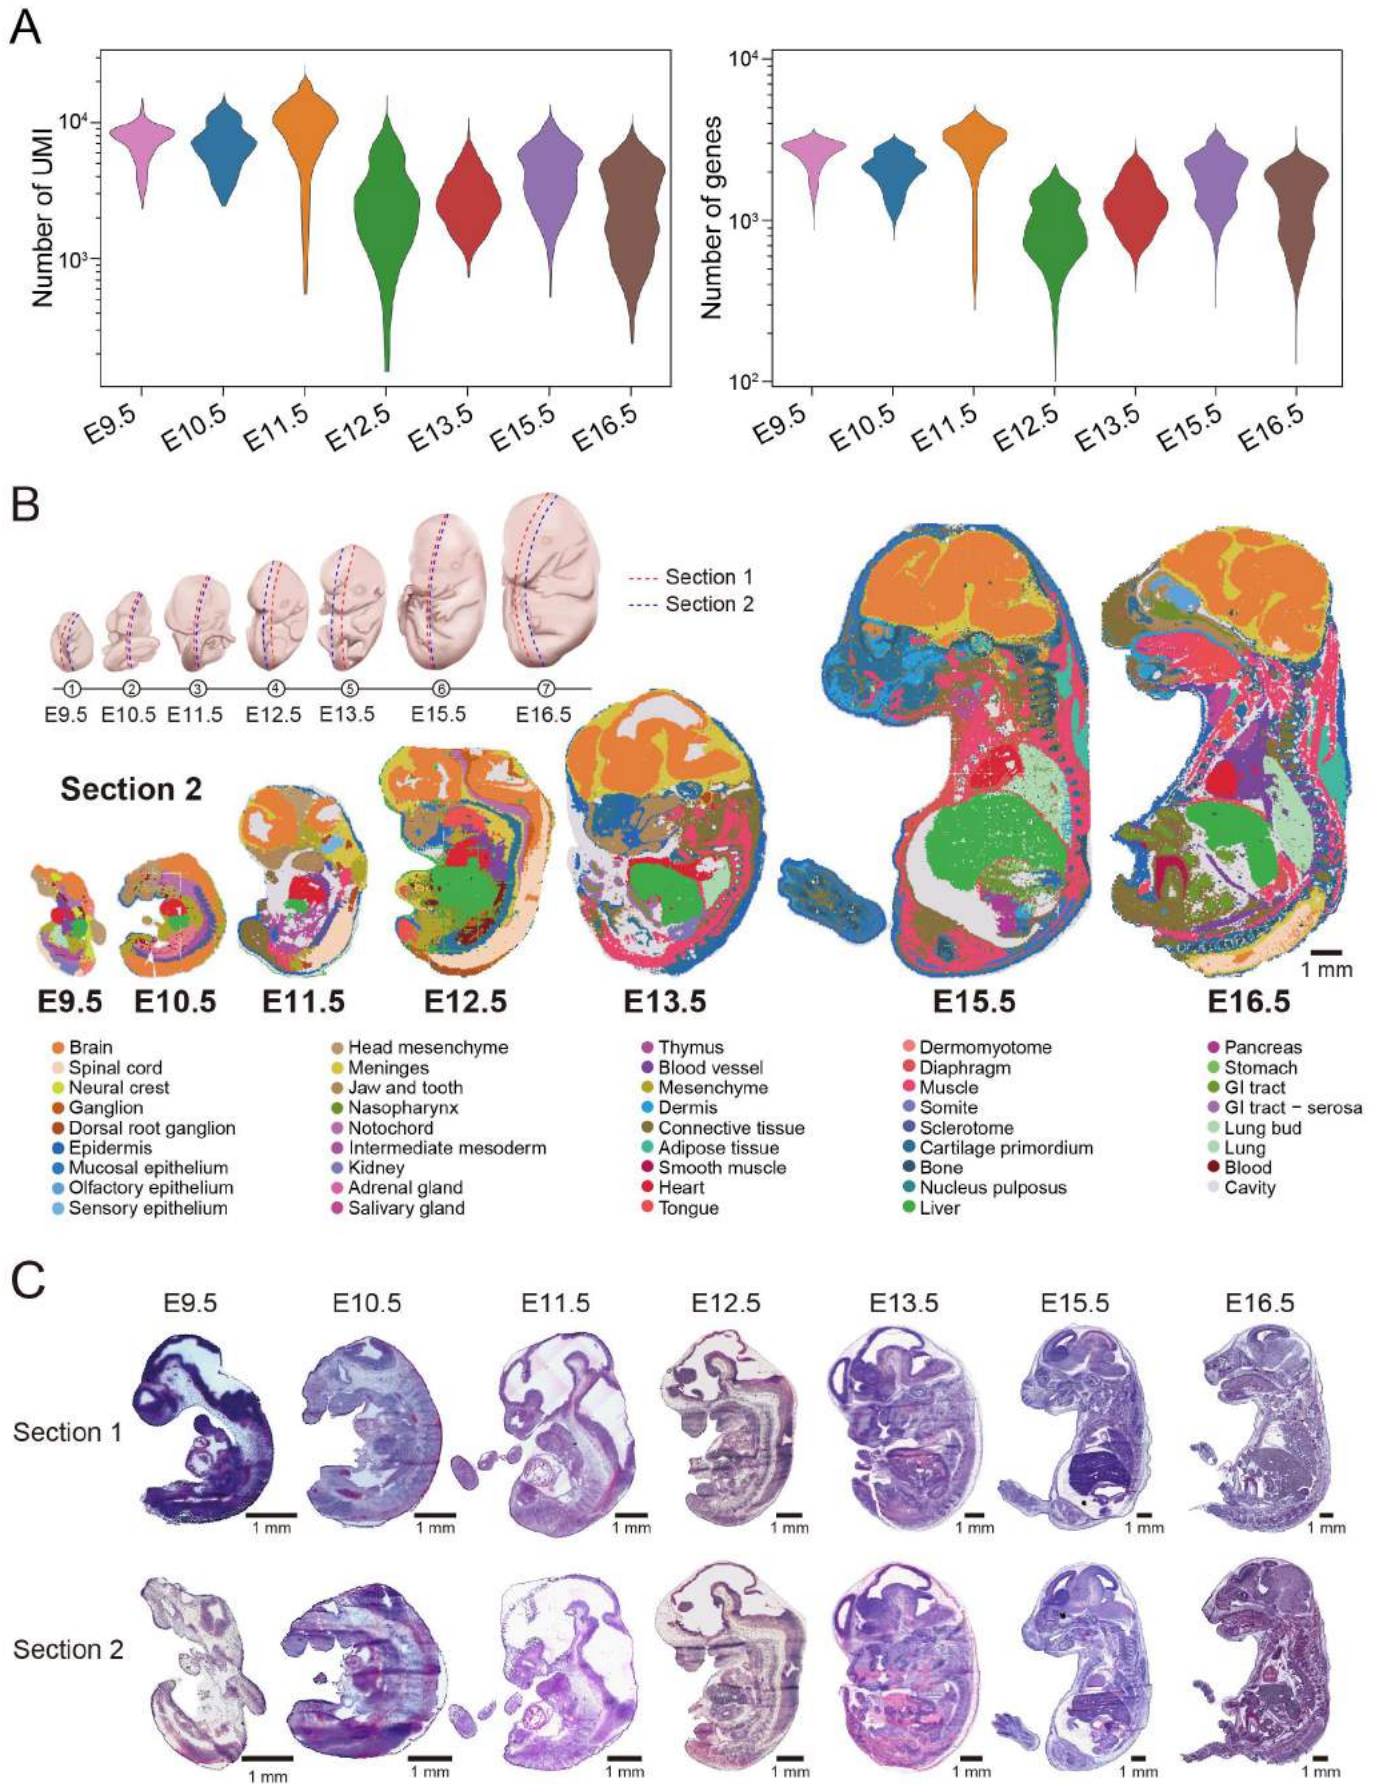 A
Number of UMI
10⁴
10³
E9.5 E10.5 E11.5 E12.5 E13.5 E15.5 E16.5
Number of genes
10⁴
10³
10²
E9.5 E10.5 E11.5 E12.5 E13.5 E15.5 E16.5
B
Section 1
Section 2
1 2 3 4 5 6 7
E9.5 E10.5 E11.5 E12.5 E13.5 E15.5 E16.5
Section 2
1 mm
E9.5 E10.5 E11.5 E12.5 E13.5 E15.5 E16.5
Brain
Spinal cord
Neural crest
Ganglion
Dorsal root ganglion
Epidermis
Mucosal epithelium
Olfactory epithelium
Sensory epithelium
Head mesenchyme
Meninges
Jaw and tooth
Nasopharynx
Notochord
Intermediate mesoderm
Kidney
Adrenal gland
Salivary gland
Thymus
Blood vessel
Mesenchyme
Dermis
Connective tissue
Adipose tissue
Smooth muscle
Heart
Tongue
Dermomyotome
Diaphragm
Muscle
Somite
Sclerotome
Cartilage primordium
Bone
Nucleus pulposus
Liver
Pancreas
Stomach
GI tract
GI tract – serosa
Lung bud
Lung
Blood
Cavity
C
E9.5 E10.5 E11.5 E12.5 E13.5 E15.5 E16.5
Section 1
1 mm 1 mm 1 mm 1 mm 1 mm 1 mm 1 mm
Section 2
1 mm 1 mm 1 mm 1 mm 1 mm 1 mm 1 mm